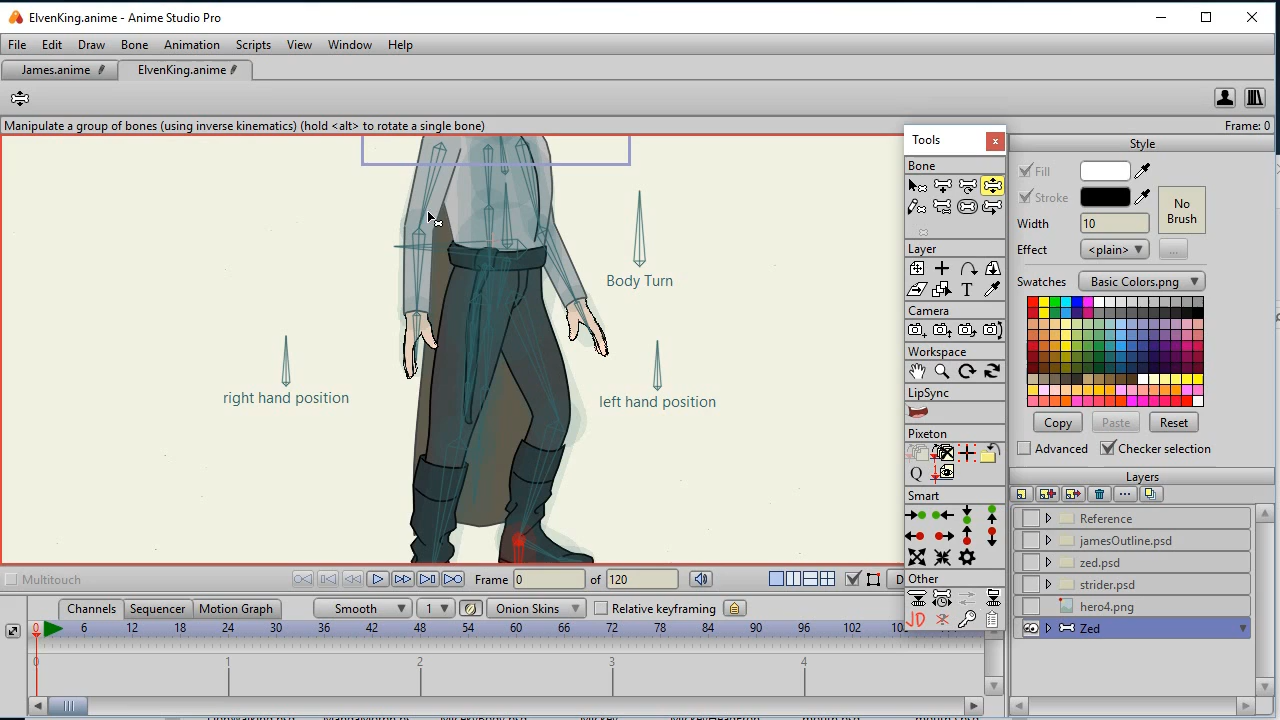 ElvenKing.anime - Anime Studio Pro
File Edit Draw Bone Animation Scripts View Window Help
James.anime ElvenKing.anime
Manipulate a group of bones (using inverse kinematics) (hold <alt> to rotate a single bone) Frame: 0
Tools
Bone
Layer
Camera
Workspace
LipSync
Pixeton
Q
Smart
Other
JD
T
Style
Fill
Stroke
No Brush
Width 10
Effect <plain> ...
Swatches Basic Colors.png
Copy Paste Reset
Advanced Checker selection
Layers
Reference
jamesOutline.psd
zed.psd
strider.psd
hero4.png
Zed
Body Turn
right hand position
left hand position
Multitouch Frame 0 of 120 D
Channels Sequencer Motion Graph Smooth 1 Onion Skins Relative keyframing
0 6 12 18 24 30 36 42 48 54 60 66 72 78 84 90 96 102
0 1 2 3 4